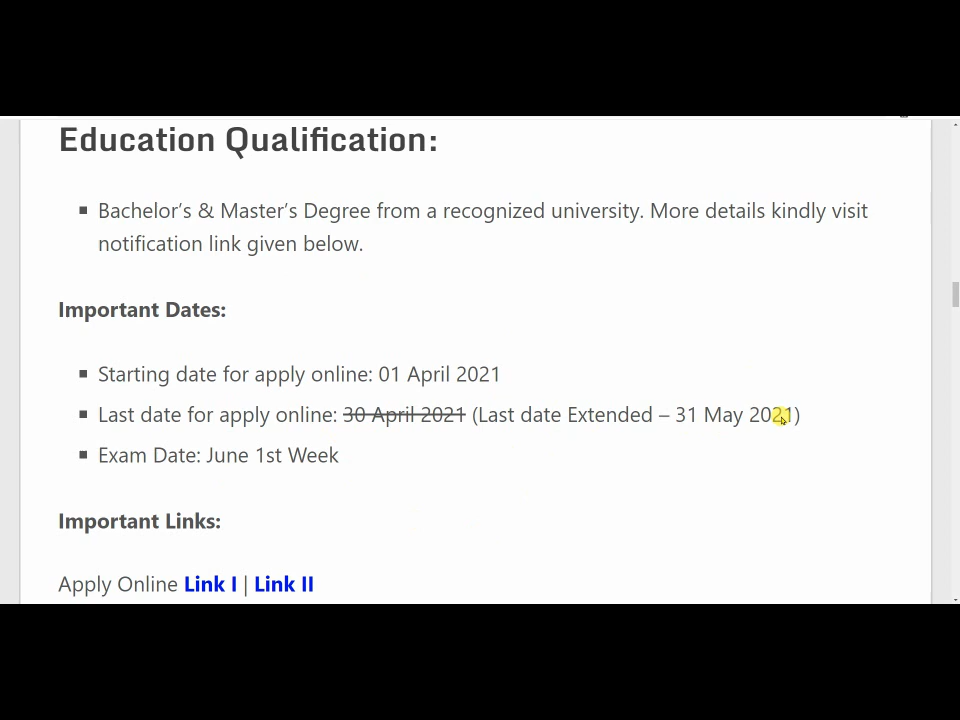 Education Qualification:
Bachelor’s & Master’s Degree from a recognized university. More details kindly visit
notification link given below.
Important Dates:
Starting date for apply online: 01 April 2021
Last date for apply online: 30 April 2021 (Last date Extended – 31 May 2021)
Exam Date: June 1st Week
Important Links:
Apply Online Link I | Link II